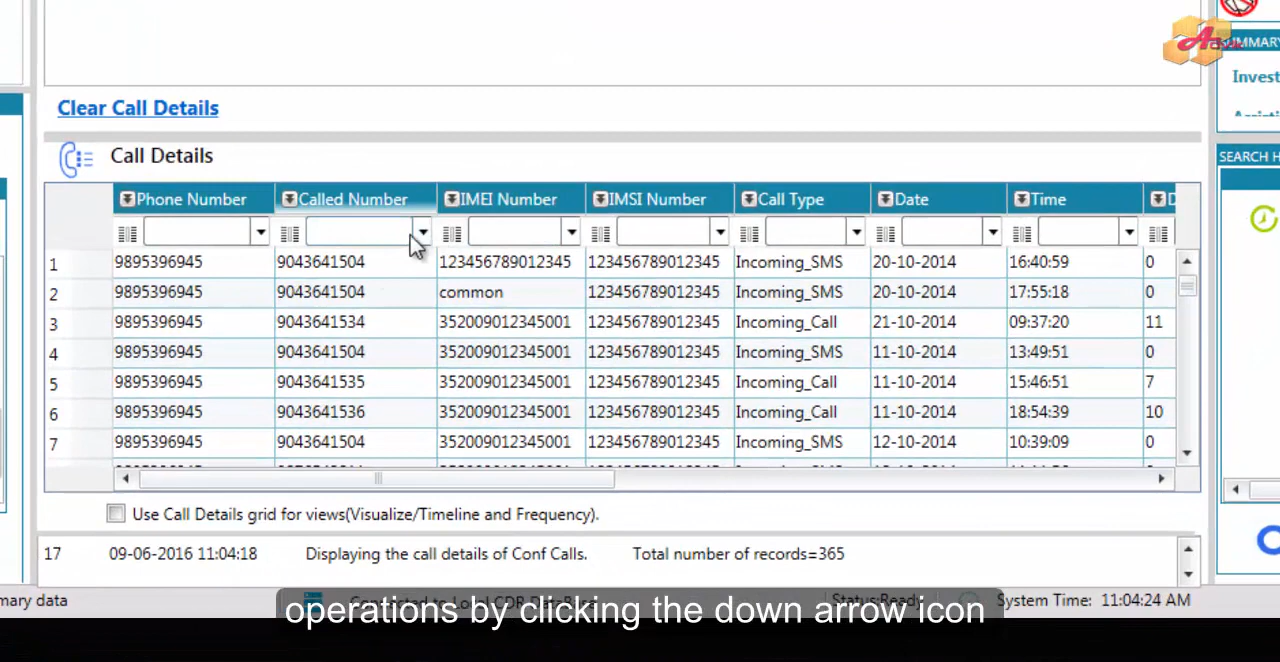 SUMMARY
Invest
Clear Call Details
Call Details
SEARCH H
Phone Number Called Number IMEI Number IMSI Number Call Type Date Time D
1 9895396945 9043641504 123456789012345 123456789012345 Incoming_SMS 20-10-2014 16:40:59 0
2 9895396945 9043641504 common 123456789012345 Incoming_SMS 20-10-2014 17:55:18 0
3 9895396945 9043641534 352009012345001 123456789012345 Incoming_Call 21-10-2014 09:37:20 11
4 9895396945 9043641504 352009012345001 123456789012345 Incoming_SMS 11-10-2014 13:49:51 0
5 9895396945 9043641535 352009012345001 123456789012345 Incoming_Call 11-10-2014 15:46:51 7
6 9895396945 9043641536 352009012345001 123456789012345 Incoming_Call 11-10-2014 18:54:39 10
7 9895396945 9043641504 352009012345001 123456789012345 Incoming_SMS 12-10-2014 10:39:09 0
Use Call Details grid for views(Visualize/Timeline and Frequency).
17 09-06-2016 11:04:18 Displaying the call details of Conf Calls. Total number of records=365
mary data Connected to Local CDR Status:Ready System Time: 11:04:24 AM
operations by clicking the down arrow icon